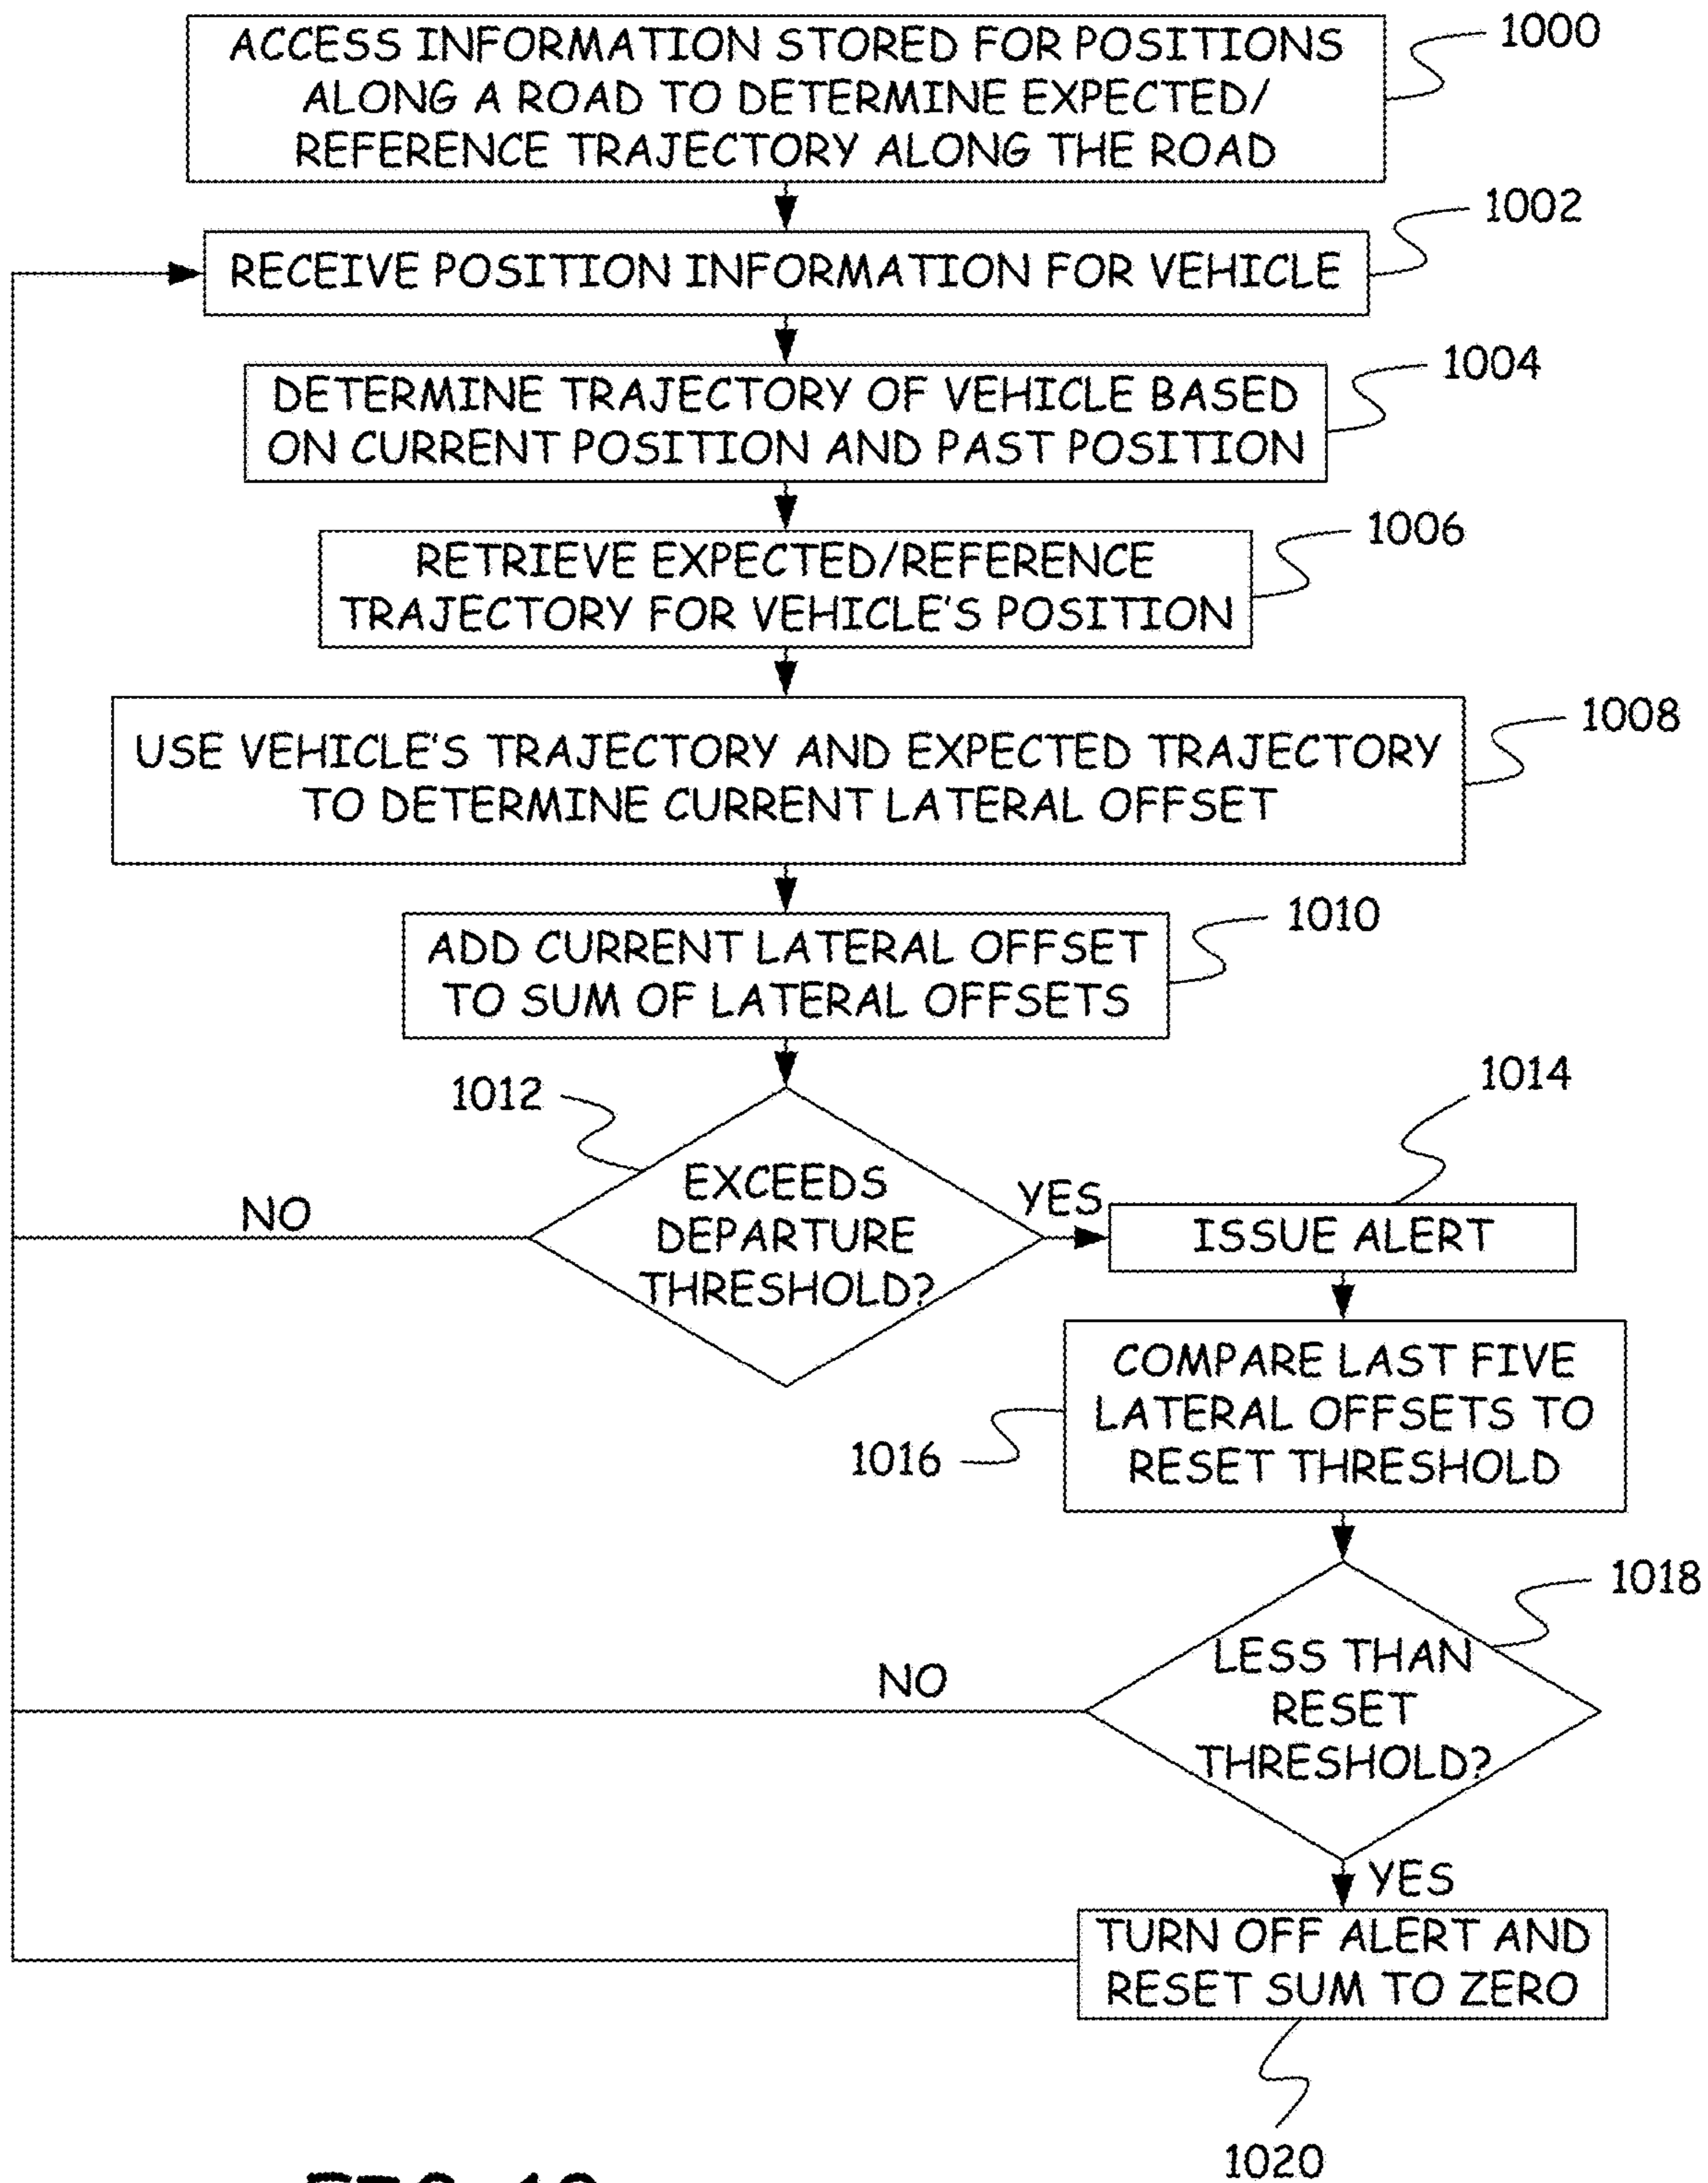 ACCESS INFORMATION STORED FOR POSITIONS
ALONG A ROAD TO DETERMINE EXPECTED/
REFERENCE TRAJECTORY ALONG THE ROAD
1000
1002
RECEIVE POSITION INFORMATION FOR VEHICLE
1004
DETERMINE TRAJECTORY OF VEHICLE BASED
ON CURRENT POSITION AND PAST POSITION
1006
RETRIEVE EXPECTED/REFERENCE
TRAJECTORY FOR VEHICLE'S POSITION
1008
USE VEHICLE'S TRAJECTORY AND EXPECTED TRAJECTORY
TO DETERMINE CURRENT LATERAL OFFSET
1010
ADD CURRENT LATERAL OFFSET
TO SUM OF LATERAL OFFSETS
1012
EXCEEDS
DEPARTURE
THRESHOLD?
NO
YES
1014
ISSUE ALERT
COMPARE LAST FIVE
LATERAL OFFSETS TO
RESET THRESHOLD
1016
1018
LESS THAN
RESET
THRESHOLD?
NO
YES
TURN OFF ALERT AND
RESET SUM TO ZERO
1020